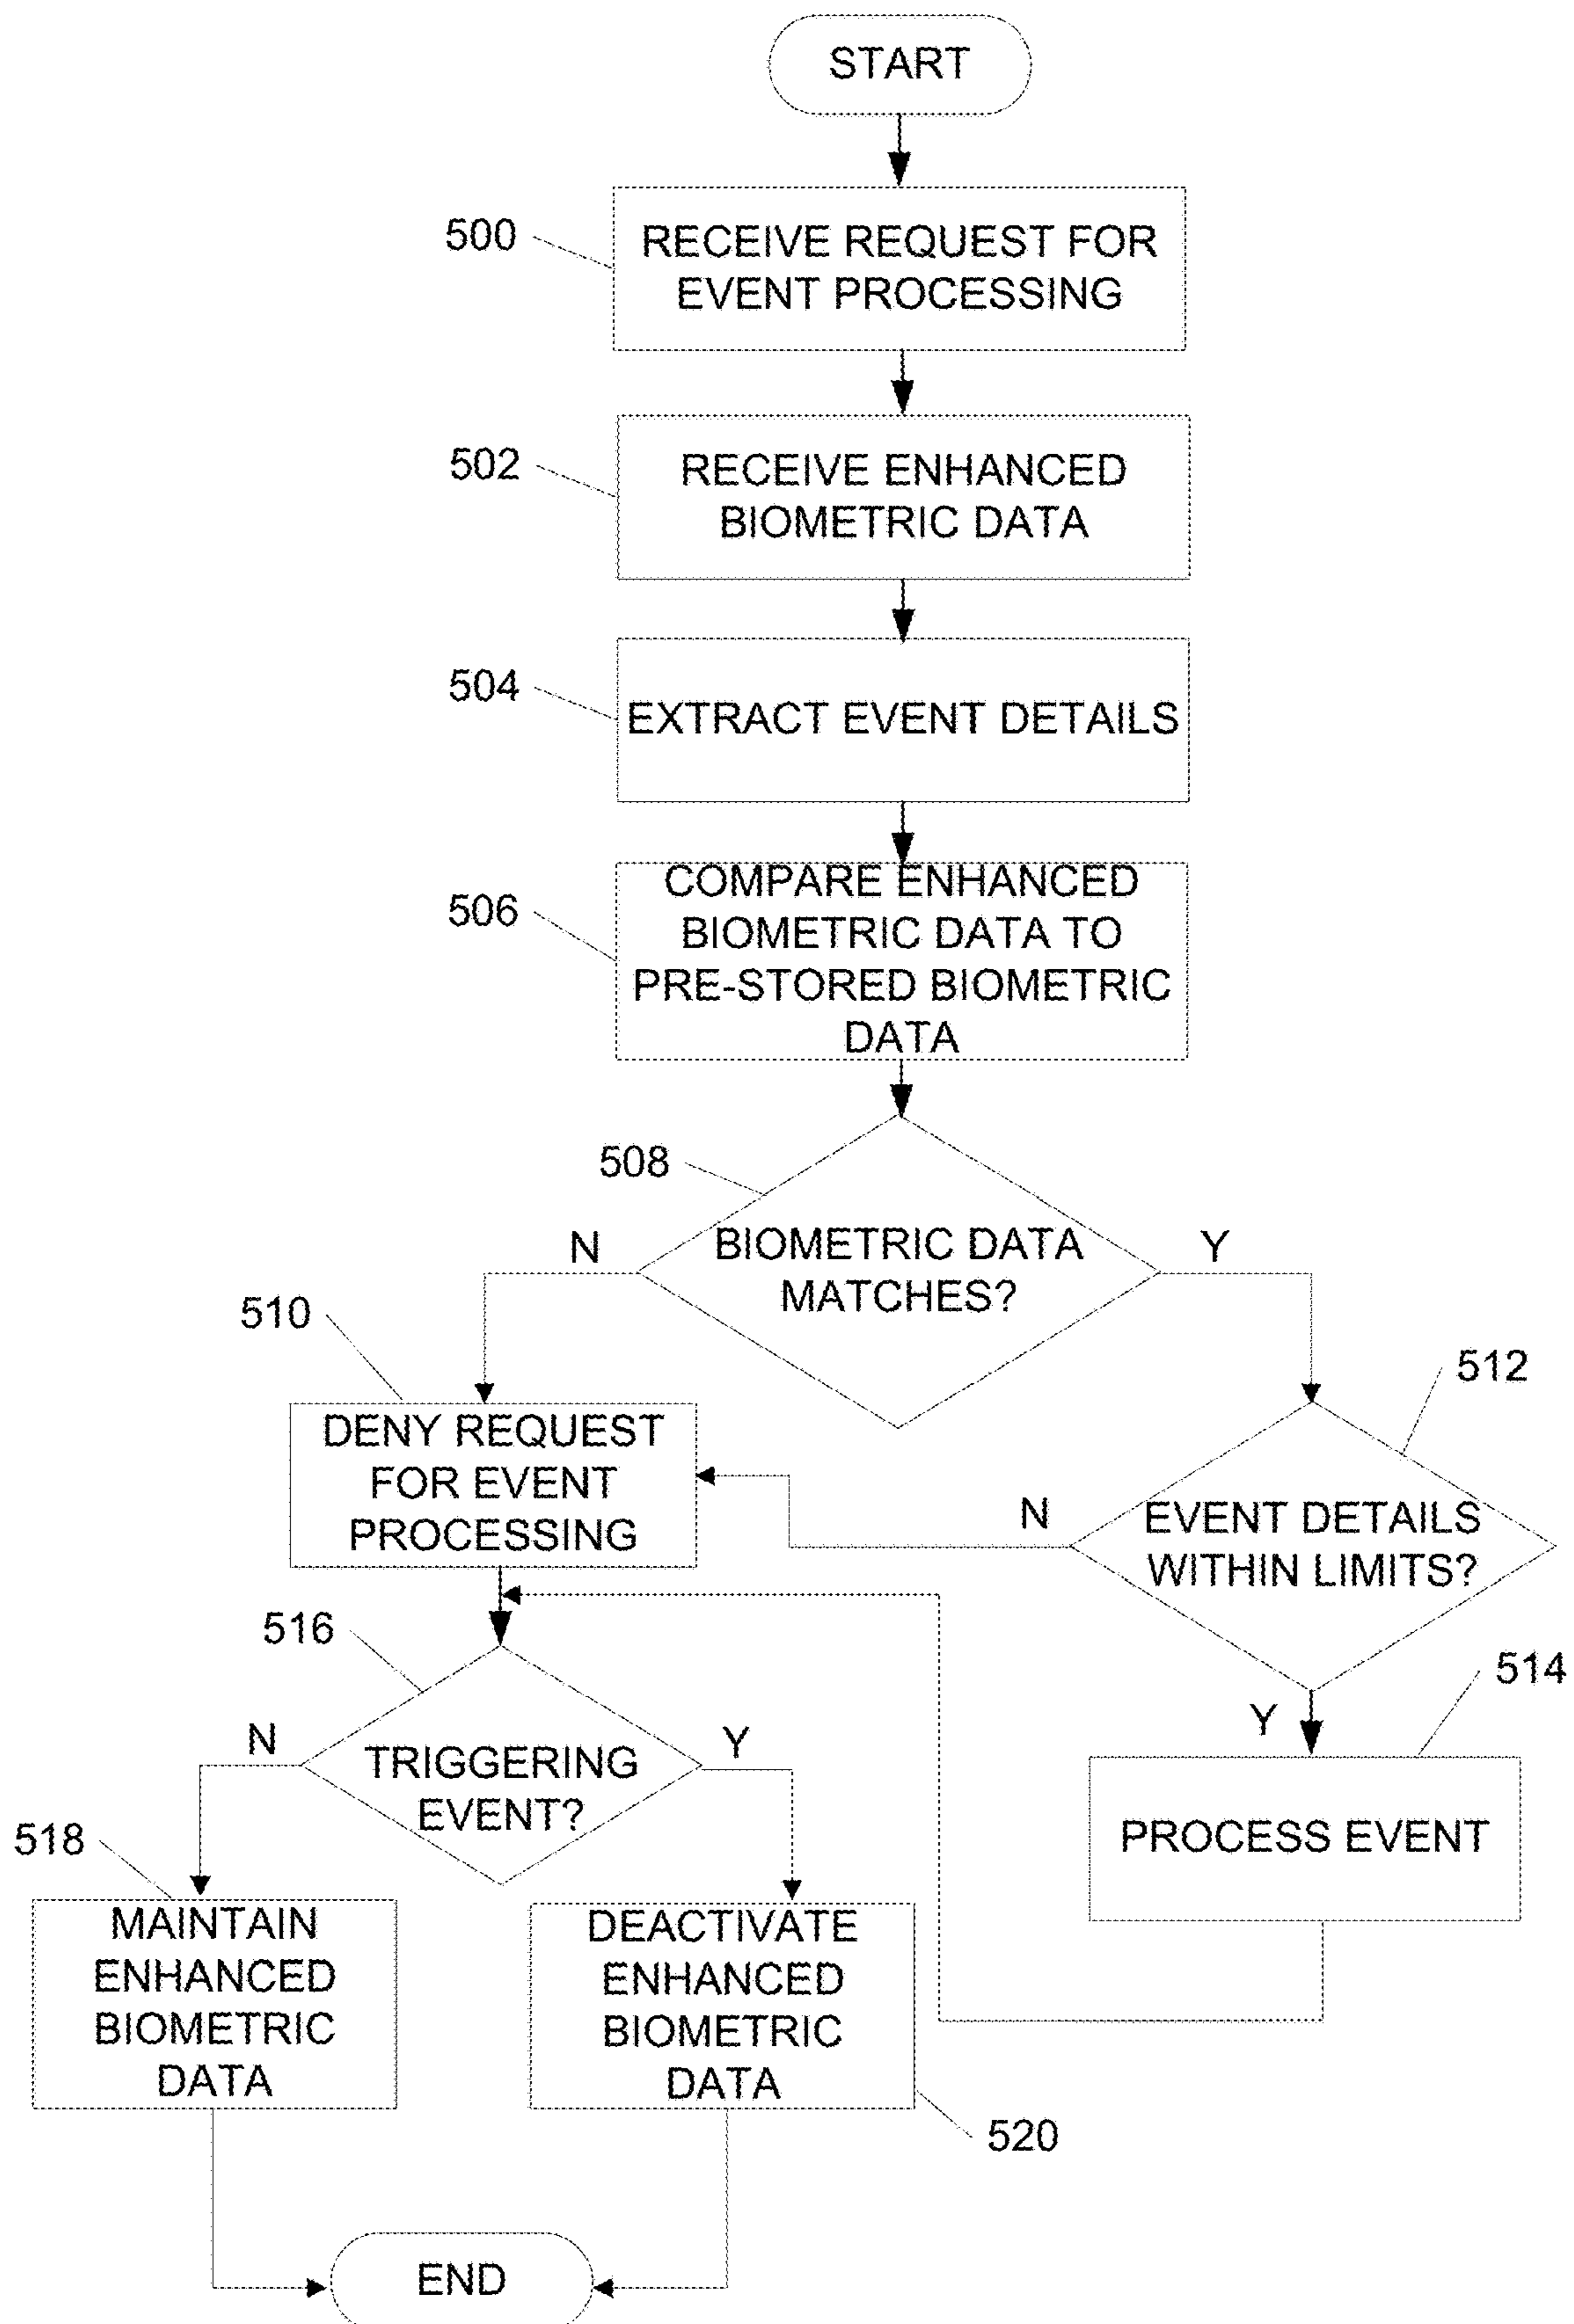 START
500
RECEIVE REQUEST FOR
EVENT PROCESSING
502
RECEIVE ENHANCED
BIOMETRIC DATA
504
EXTRACT EVENT DETAILS
506
COMPARE ENHANCED
BIOMETRIC DATA TO
PRE-STORED BIOMETRIC
DATA
508
BIOMETRIC DATA
MATCHES?
N
Y
510
DENY REQUEST
FOR EVENT
PROCESSING
512
EVENT DETAILS
WITHIN LIMITS?
N
Y
514
PROCESS EVENT
516
TRIGGERING
EVENT?
N
Y
518
MAINTAIN
ENHANCED
BIOMETRIC
DATA
DEACTIVATE
ENHANCED
BIOMETRIC
DATA
520
END